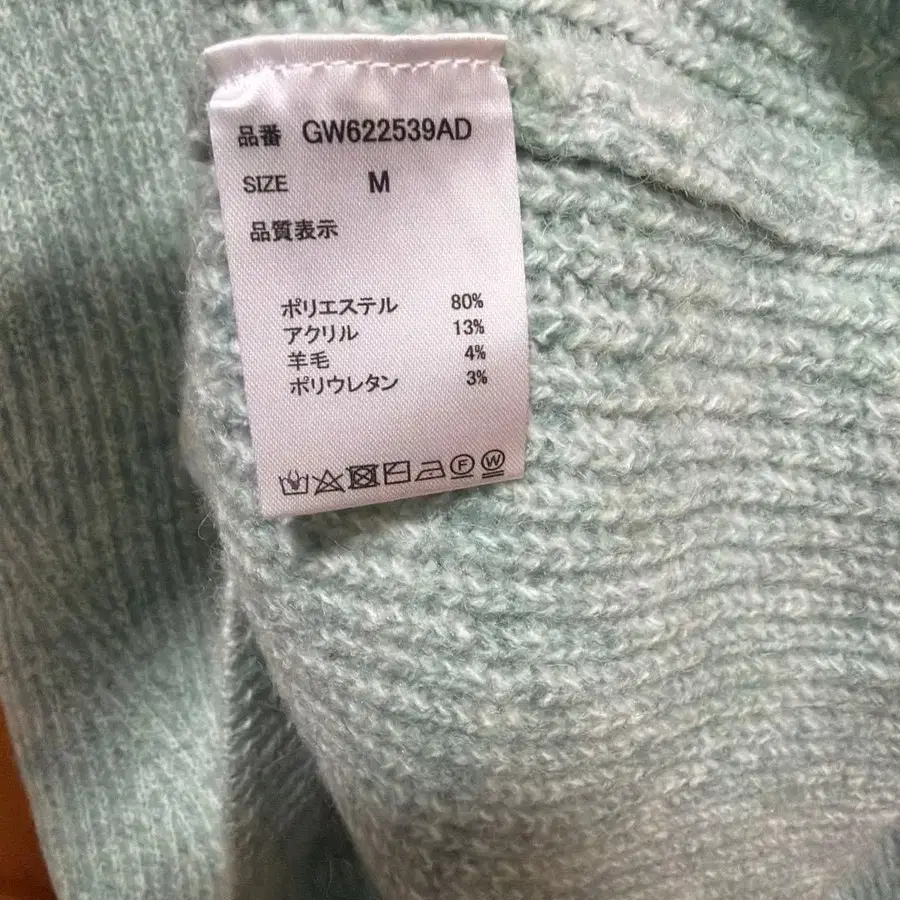 品番 GW622539AD
SIZE M
品質表示
ポリエステル 80%
アクリル 13%
羊毛 4%
ポリウレタン 3%
F W